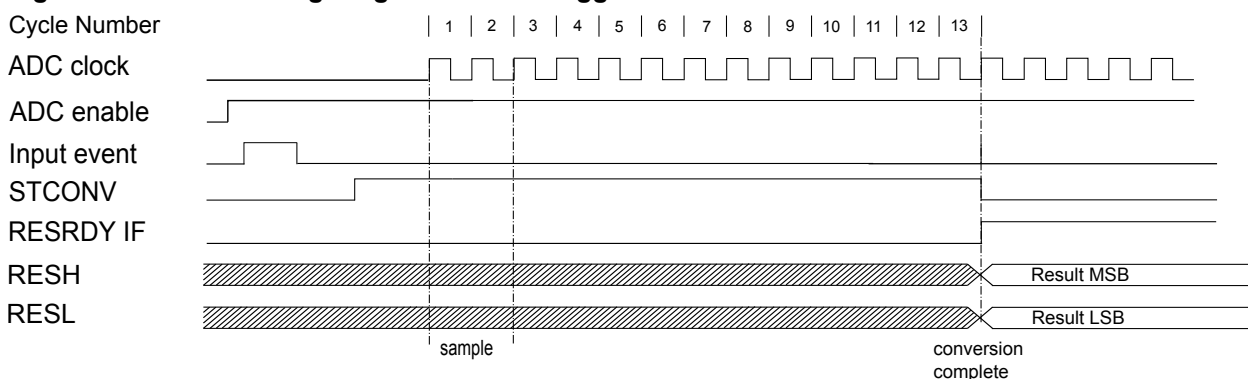 Cycle Number
1 2 3 4 5 6 7 8 9 10 11 12 13
ADC clock
ADC enable
Input event
STCONV
RESRDY IF
RESH
Result MSB
RESL
Result LSB
sample
conversion
complete